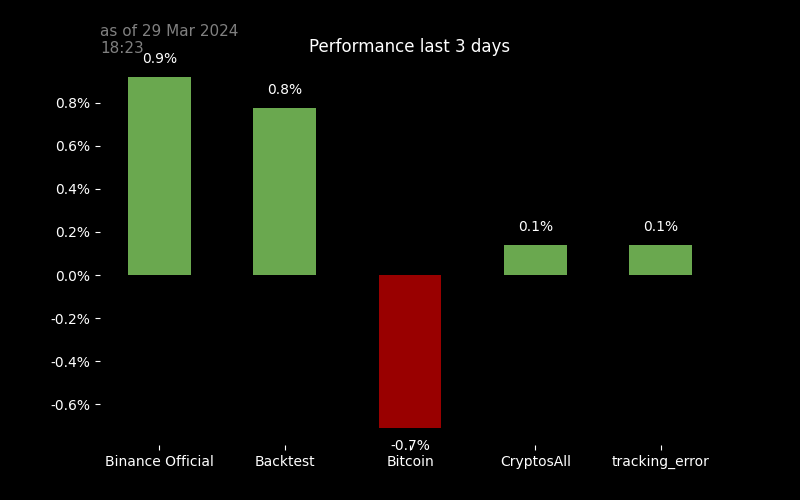 as of 29 Mar 2024
18:23
Performance last 3 days
0.9%
0.8%
-0.7%
0.1%
0.1%
0.8%
0.6%
0.4%
0.2%
0.0%
-0.2%
-0.4%
-0.6%
Binance Official
Backtest
Bitcoin
CryptosAll
tracking_error